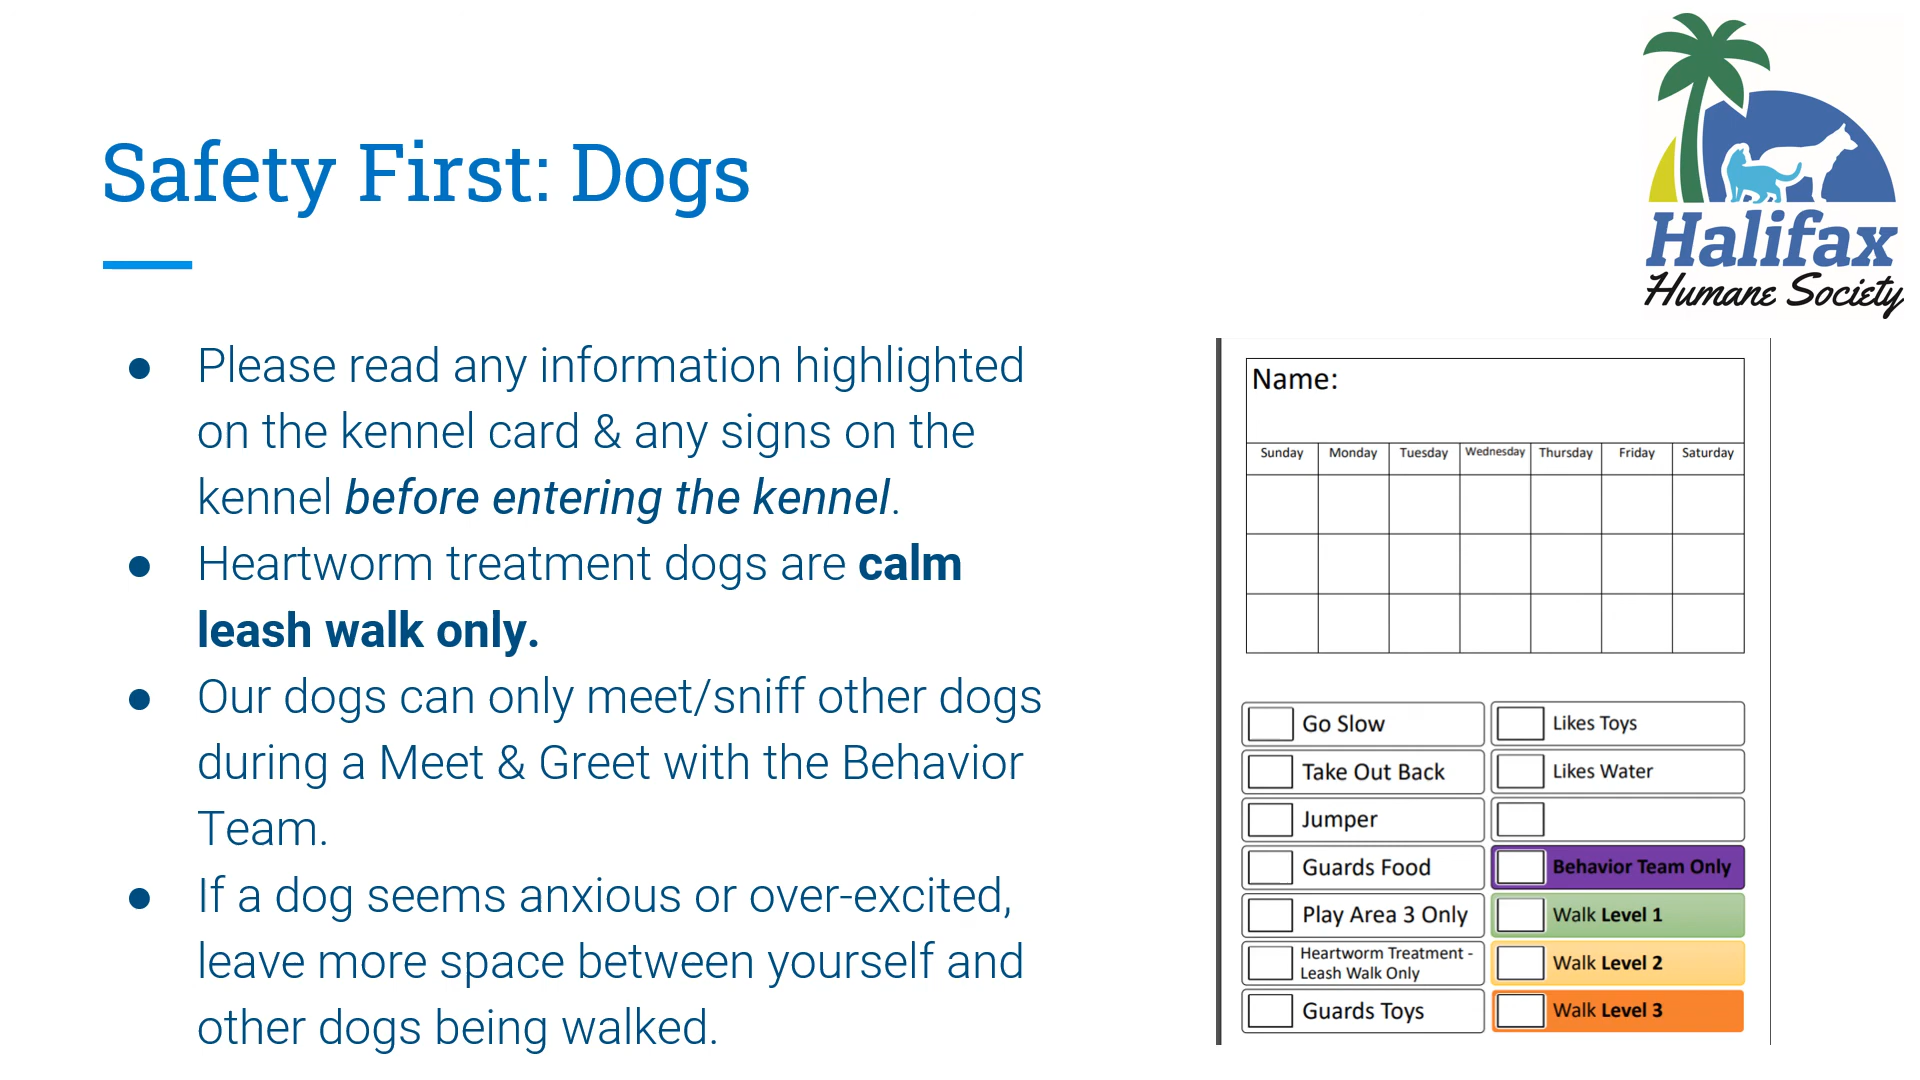 Halifax
Humane Society
Safety First: Dogs
● Please read any information highlighted
on the kennel card & any signs on the
kennel before entering the kennel.
● Heartworm treatment dogs are calm
leash walk only.
● Our dogs can only meet/sniff other dogs
during a Meet & Greet with the Behavior
Team.
● If a dog seems anxious or over-excited,
leave more space between yourself and
other dogs being walked.
Name:
Sunday Monday Tuesday Wednesday Thursday Friday Saturday
Go Slow
Take Out Back
Jumper
Guards Food
Play Area 3 Only
Heartworm Treatment -
Leash Walk Only
Guards Toys
Likes Toys
Likes Water
Behavior Team Only
Walk Level 1
Walk Level 2
Walk Level 3